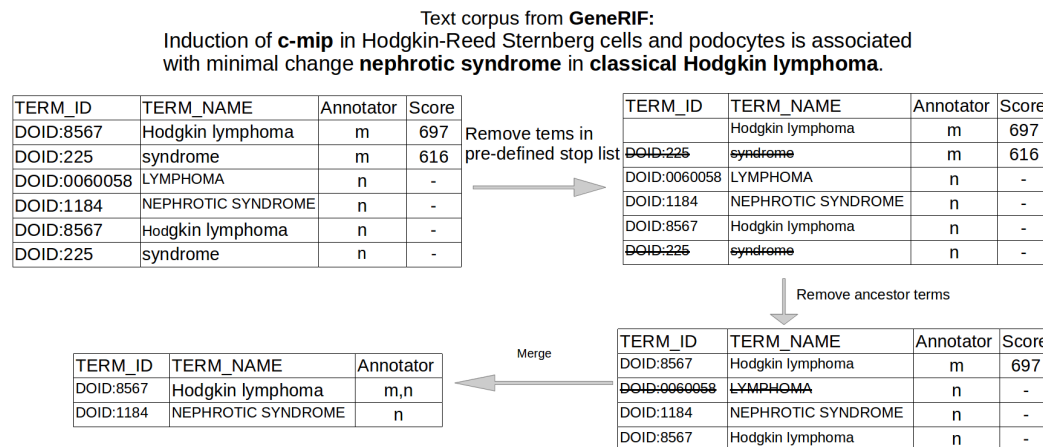 Text corpus from GeneRIF:
Induction of c-mip in Hodgkin-Reed Sternberg cells and podocytes is associated
with minimal change nephrotic syndrome in classical Hodgkin lymphoma.
TERM_ID TERM_NAME Annotator Score
DOID:8567 Hodgkin lymphoma m 697
DOID:225 syndrome m 616
DOID:0060058 LYMPHOMA n -
DOID:1184 NEPHROTIC SYNDROME n -
DOID:8567 Hodgkin lymphoma n -
DOID:225 syndrome n -
Remove tems in
pre-defined stop list
TERM_ID TERM_NAME Annotator Score
Hodgkin lymphoma m 697
DOID:225 syndrome m 616
DOID:0060058 LYMPHOMA n -
DOID:1184 NEPHROTIC SYNDROME n -
DOID:8567 Hodgkin lymphoma n -
DOID:225 syndrome n -
Remove ancestor terms
TERM_ID TERM_NAME Annotator Score
DOID:8567 Hodgkin lymphoma m 697
DOID:0060058 LYMPHOMA n -
DOID:1184 NEPHROTIC SYNDROME n -
DOID:8567 Hodgkin lymphoma n -
Merge
TERM_ID TERM_NAME Annotator
DOID:8567 Hodgkin lymphoma m,n
DOID:1184 NEPHROTIC SYNDROME n